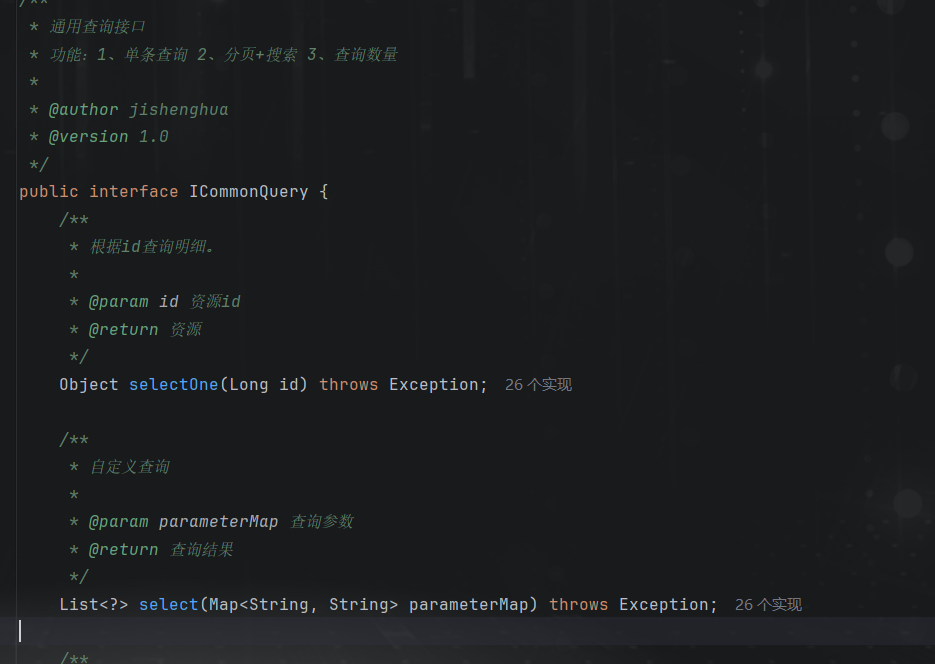 /**
 * 通用查询接口
 * 功能：1、单条查询 2、分页+搜索 3、查询数量
 *
 * @author jishenghua
 * @version 1.0
 */
public interface ICommonQuery {
    /**
     * 根据id查询明细。
     *
     * @param id 资源id
     * @return 资源
     */
    Object selectOne(Long id) throws Exception; 26 个实现
    /**
     * 自定义查询
     *
     * @param parameterMap 查询参数
     * @return 查询结果
     */
    List<?> select(Map<String, String> parameterMap) throws Exception; 26 个实现
    /**